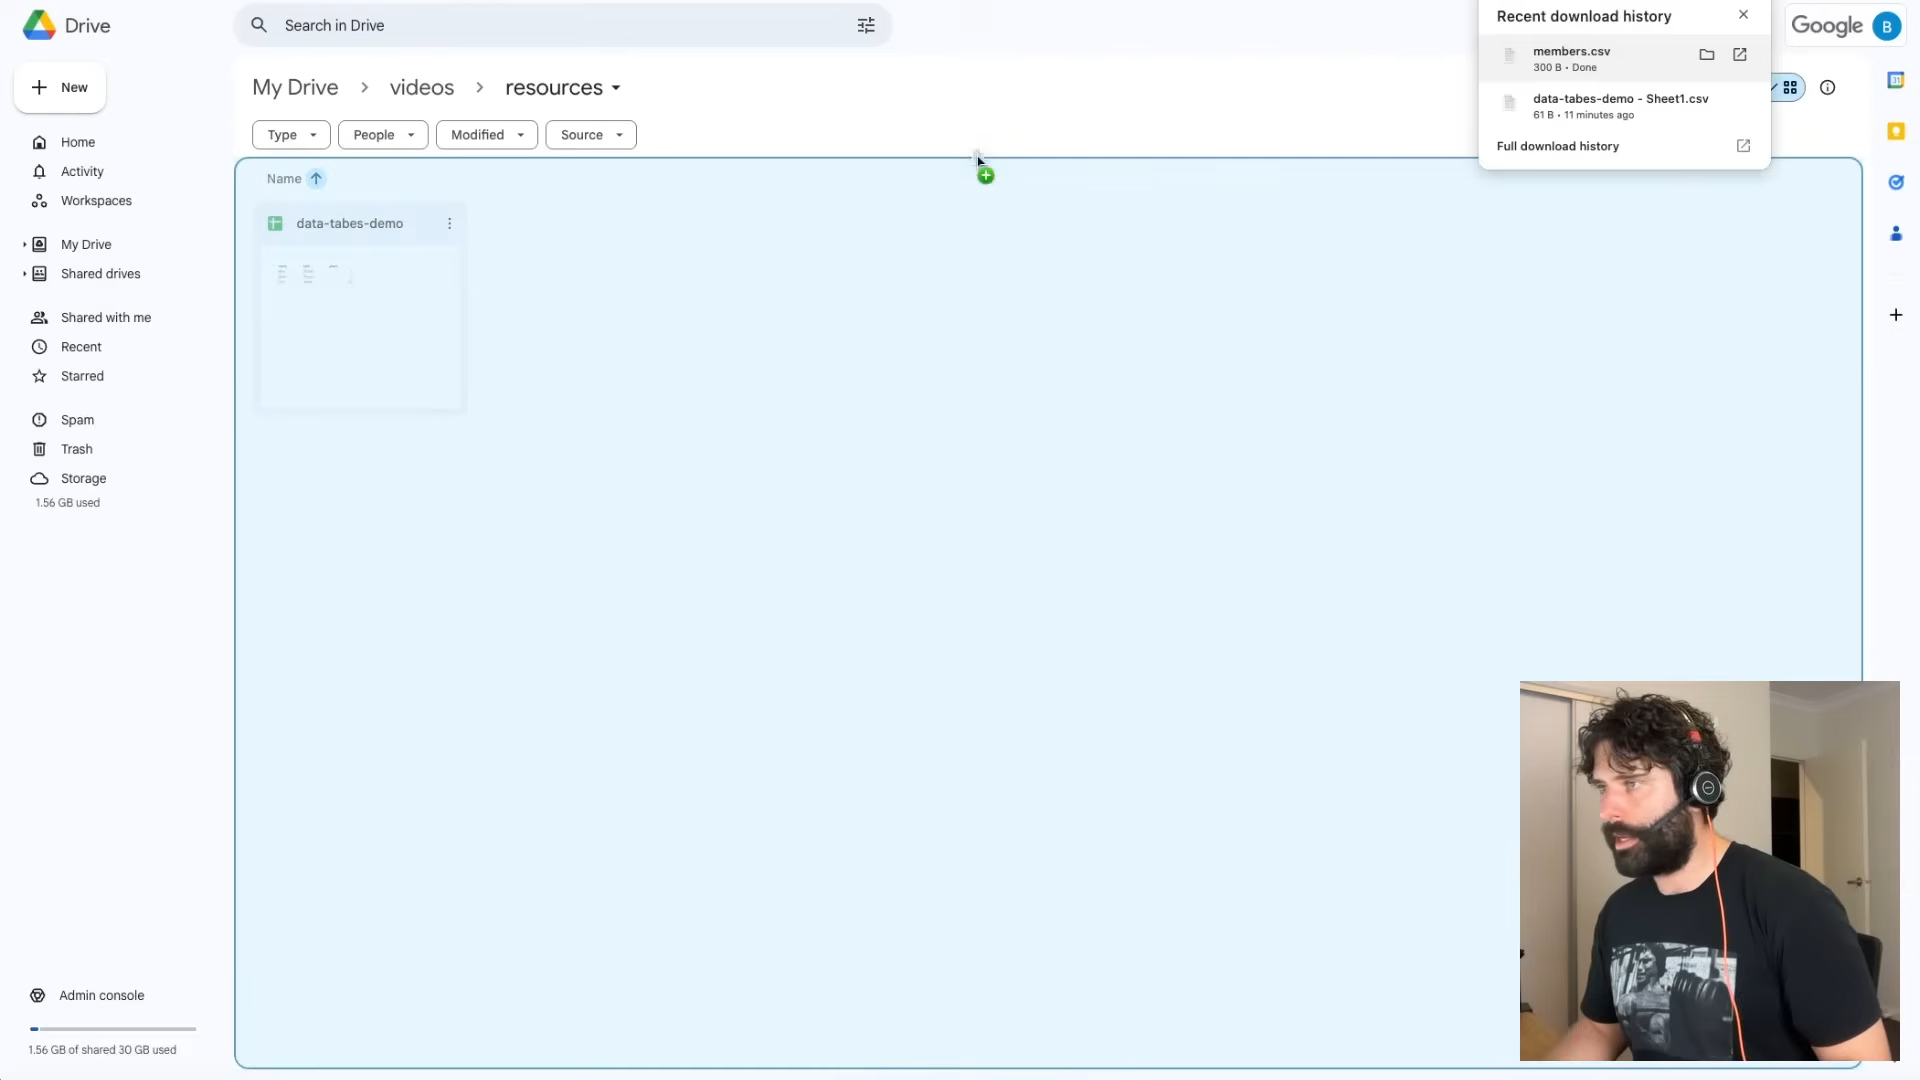 Drive
Search in Drive
Recent download history
members.csv
300 B • Done
data-tabes-demo - Sheet1.csv
61 B • 11 minutes ago
Full download history
Google
B
31
New
My Drive
videos
resources
Type
People
Modified
Source
Name
data-tabes-demo
Home
Activity
Workspaces
My Drive
Shared drives
Shared with me
Recent
Starred
Spam
Trash
Storage
1.56 GB used
Admin console
1.56 GB of shared 30 GB used